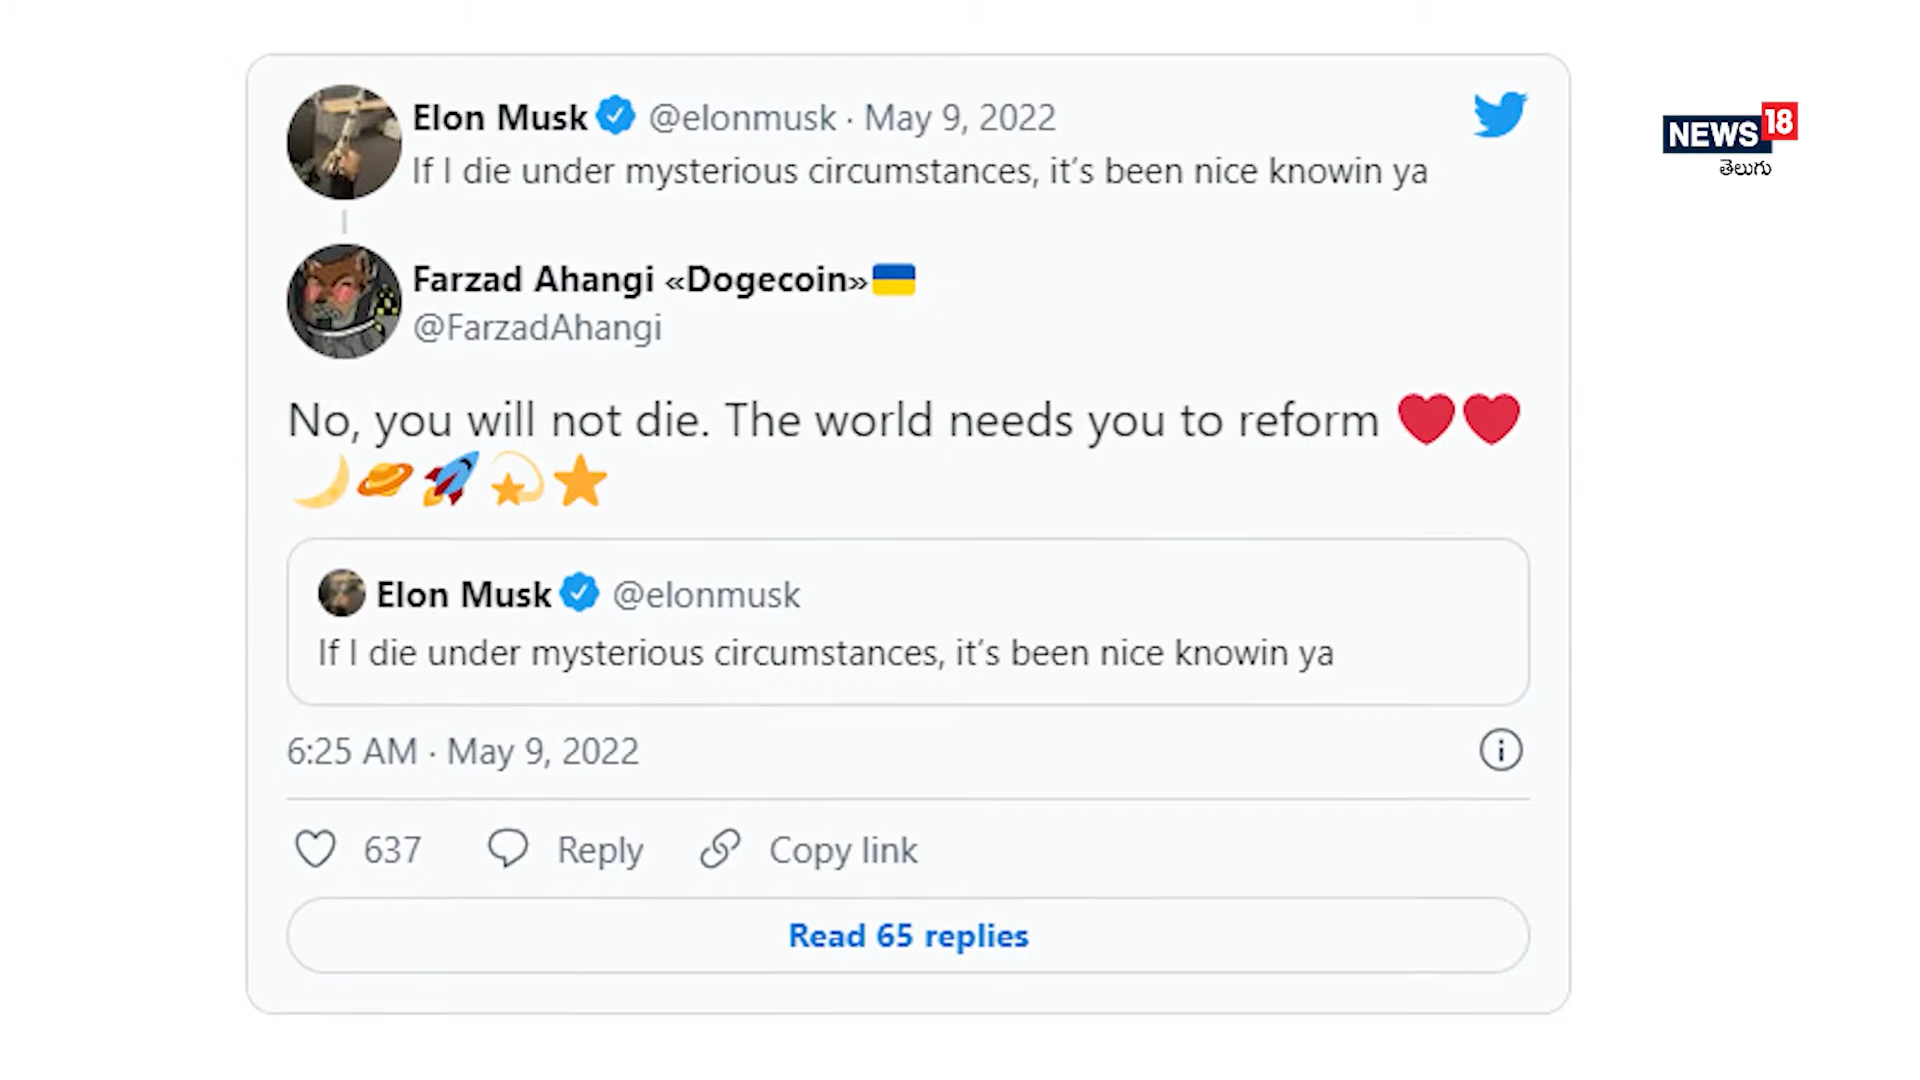 Elon Musk @elonmusk · May 9, 2022
If I die under mysterious circumstances, it’s been nice knowin ya
NEWS 18
తెలుగు
Farzad Ahangi «Dogecoin»🇺🇦
@FarzadAhangi
No, you will not die. The world needs you to reform ❤️❤️
🌙🪐🚀💫⭐
Elon Musk @elonmusk
If I die under mysterious circumstances, it’s been nice knowin ya
6:25 AM · May 9, 2022
637 Reply Copy link
Read 65 replies